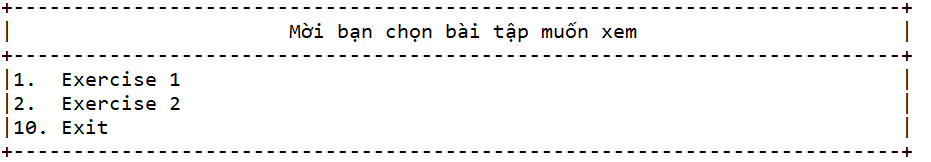 Mời bạn chọn bài tập muốn xem
1. Exercise 1
2. Exercise 2
10. Exit